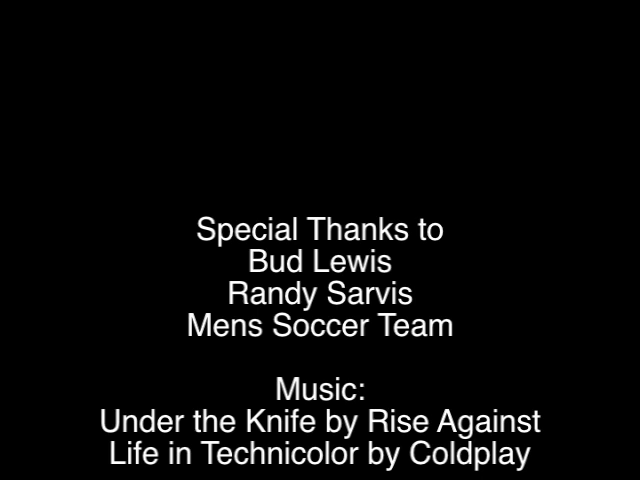 Special Thanks to
Bud Lewis
Randy Sarvis
Mens Soccer Team
Music:
Under the Knife by Rise Against
Life in Technicolor by Coldplay